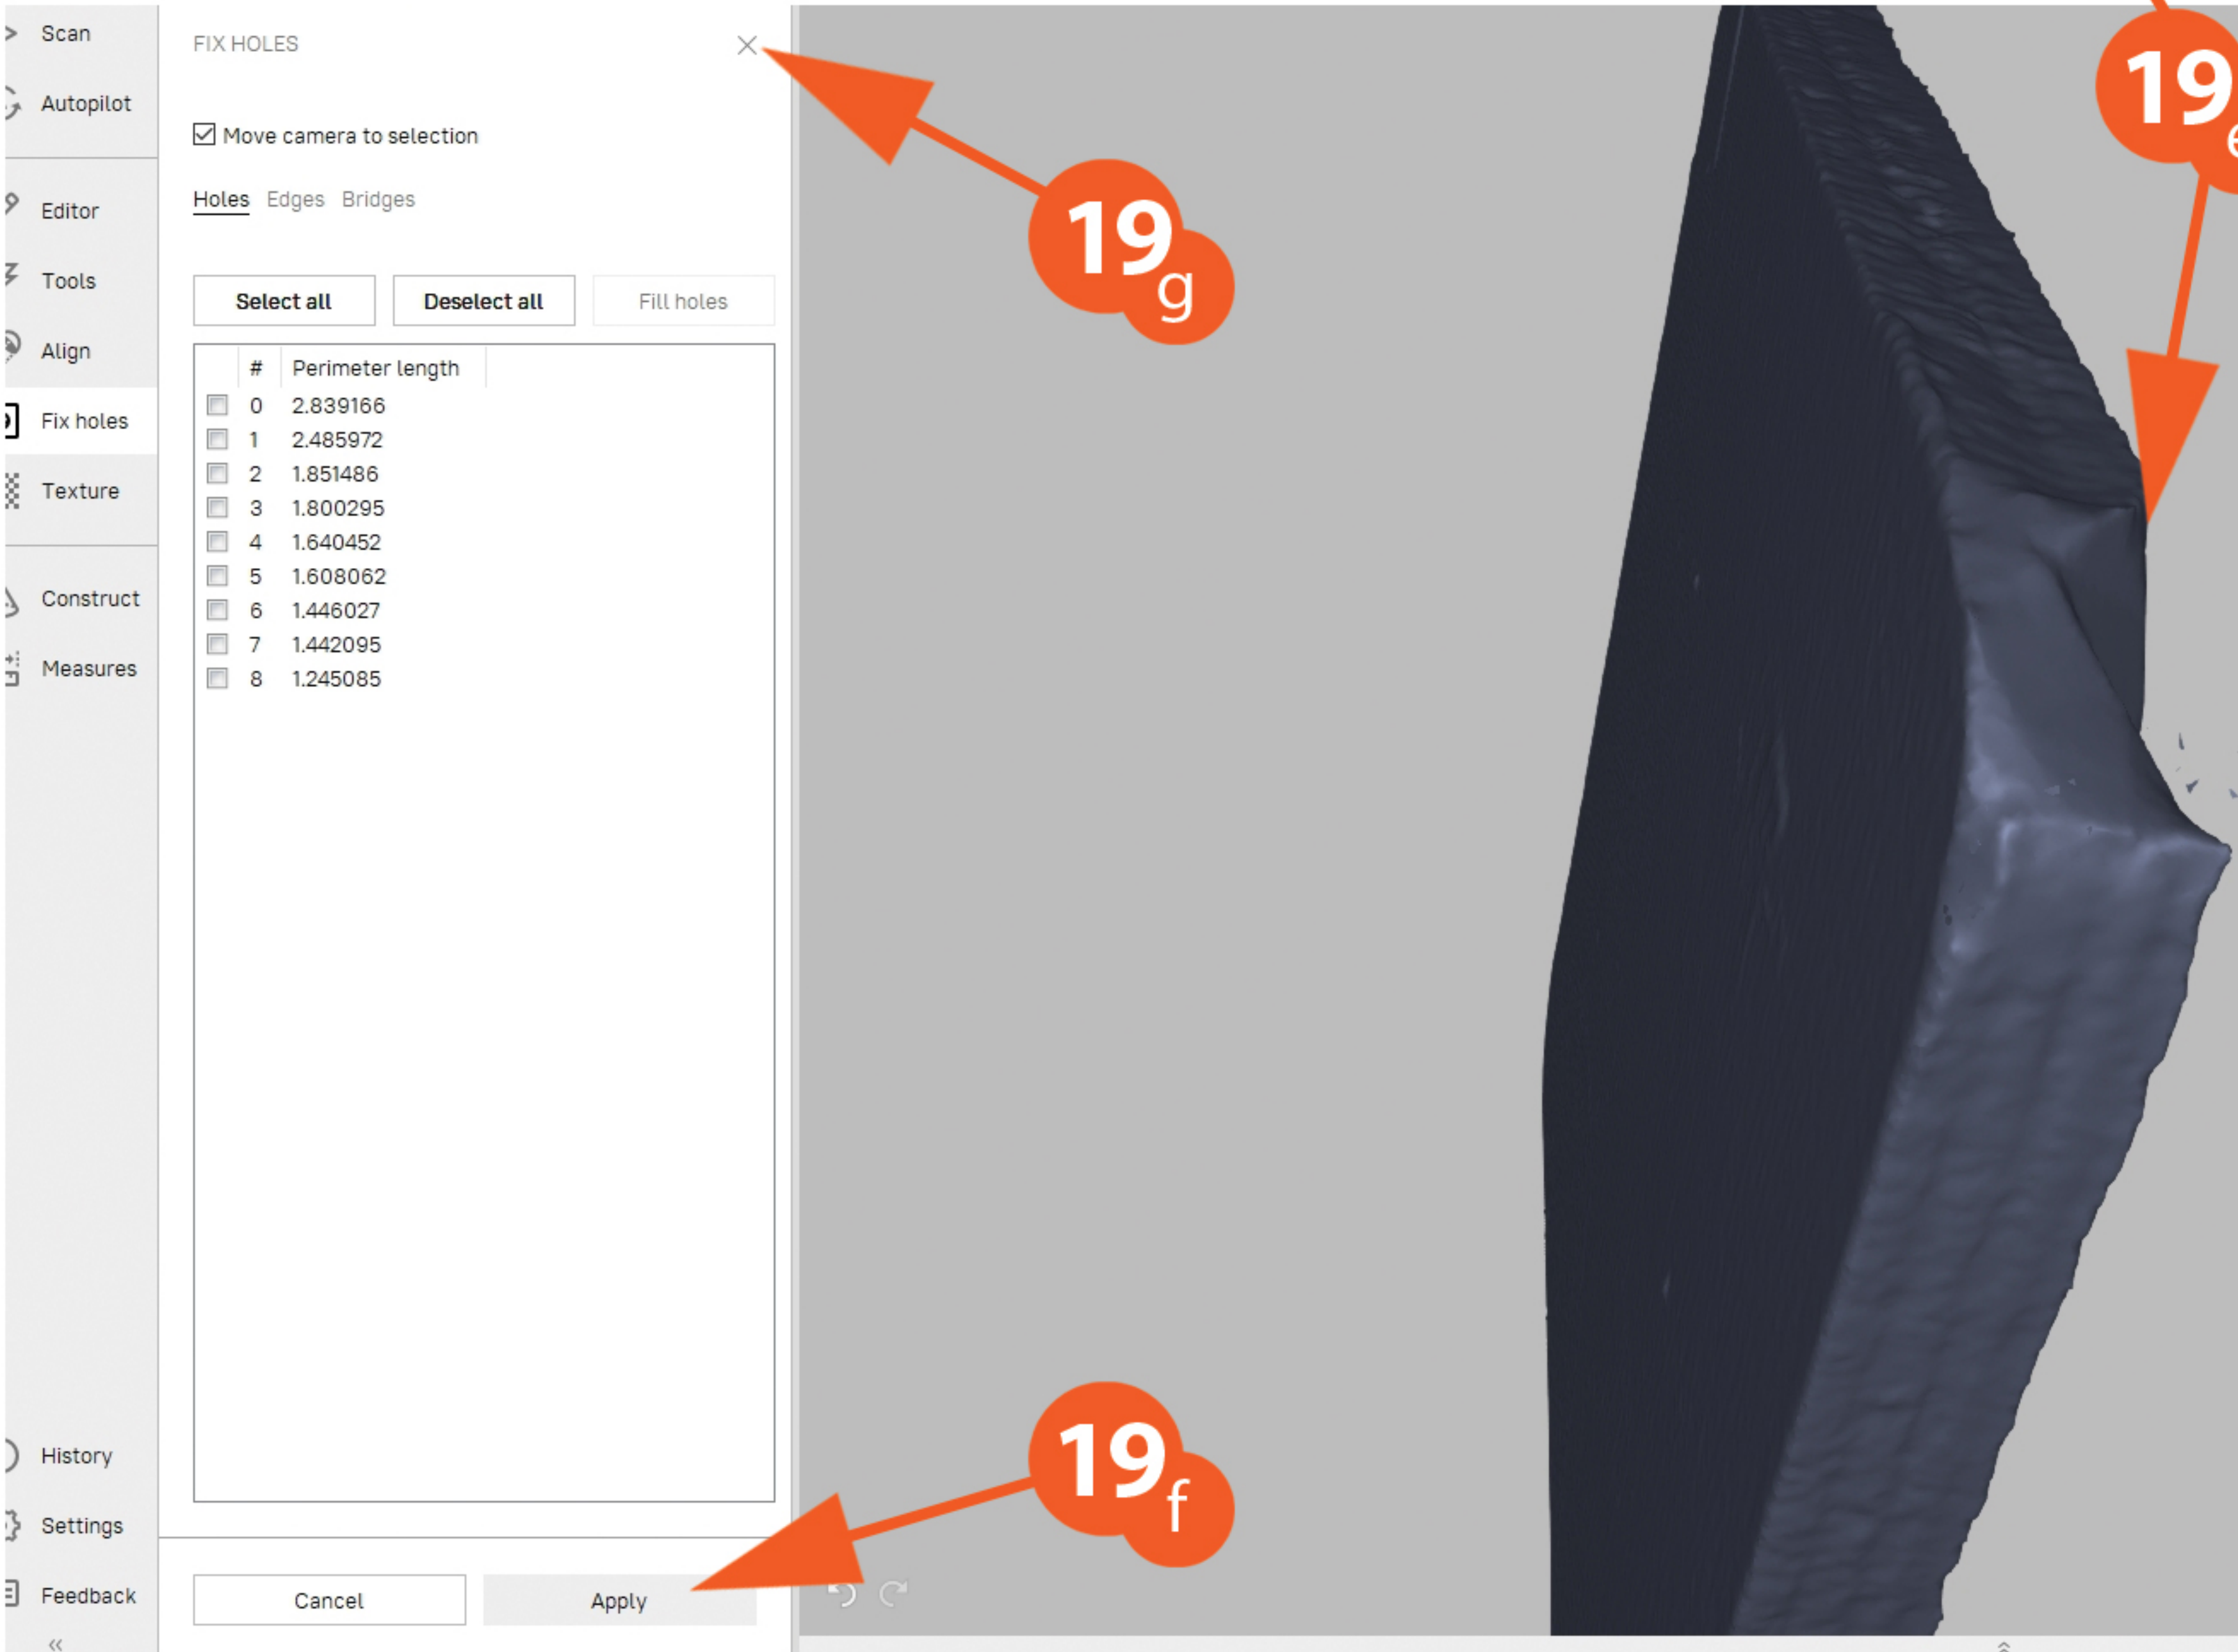 Scan
Autopilot
Editor
Tools
Align
Fix holes
Texture
Construct
Measures
History
Settings
Feedback
FIX HOLES
Move camera to selection
Holes Edges Bridges
Select all Deselect all Fill holes
# Perimeter length
0 2.839166
1 2.485972
2 1.851486
3 1.800295
4 1.640452
5 1.608062
6 1.446027
7 1.442095
8 1.245085
Cancel Apply
19 e
19 g
19 f